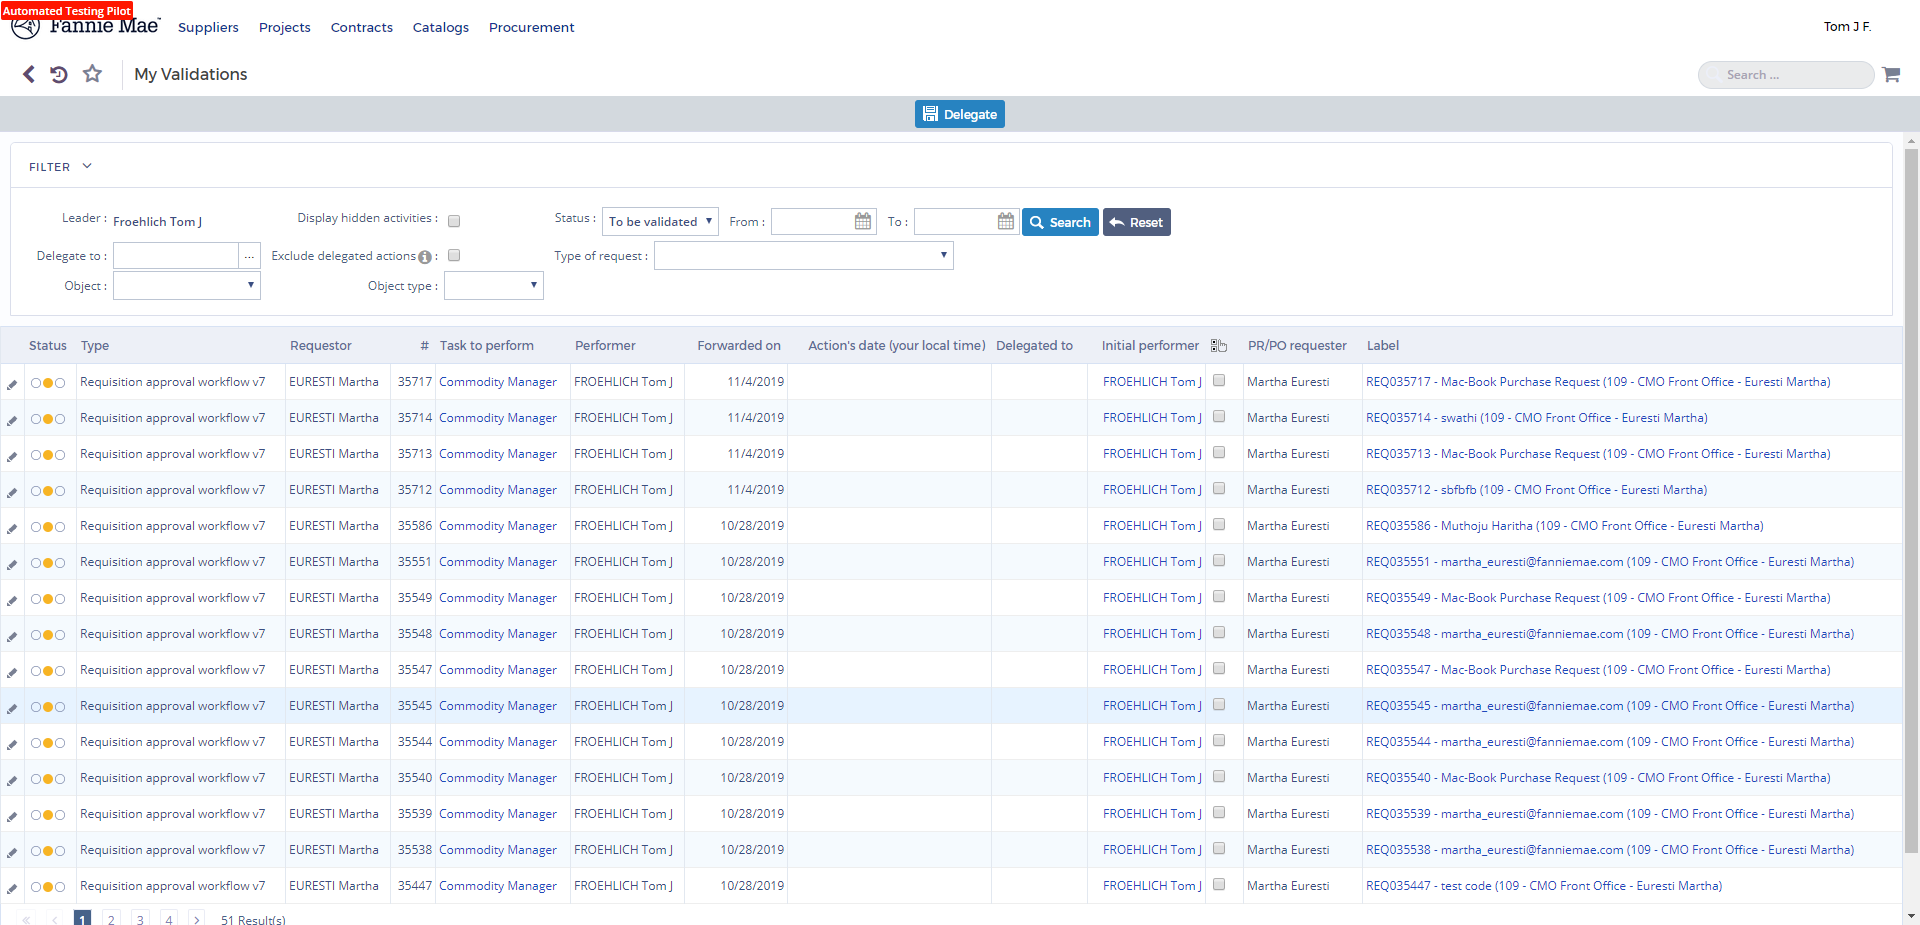 Automated Testing Pilot
Fannie Mae Suppliers Projects Contracts Catalogs Procurement Tom J F.
My Validations Search ...
Delegate
FILTER
Leader : Froehlich Tom J Display hidden activities : Status : To be validated From : To : Search Reset
Delegate to : ... Exclude delegated actions : Type of request :
Object : Object type :
Status Type Requestor # Task to perform Performer Forwarded on Action's date (your local time) Delegated to Initial performer PR/PO requester Label
Requisition approval workflow v7 EURESTI Martha 35717 Commodity Manager FROEHLICH Tom J 11/4/2019 FROEHLICH Tom J Martha Euresti REQ035717 - Mac-Book Purchase Request (109 - CMO Front Office - Euresti Martha)
Requisition approval workflow v7 EURESTI Martha 35714 Commodity Manager FROEHLICH Tom J 11/4/2019 FROEHLICH Tom J Martha Euresti REQ035714 - swathi (109 - CMO Front Office - Euresti Martha)
Requisition approval workflow v7 EURESTI Martha 35713 Commodity Manager FROEHLICH Tom J 11/4/2019 FROEHLICH Tom J Martha Euresti REQ035713 - Mac-Book Purchase Request (109 - CMO Front Office - Euresti Martha)
Requisition approval workflow v7 EURESTI Martha 35712 Commodity Manager FROEHLICH Tom J 11/4/2019 FROEHLICH Tom J Martha Euresti REQ035712 - sbfbfb (109 - CMO Front Office - Euresti Martha)
Requisition approval workflow v7 EURESTI Martha 35586 Commodity Manager FROEHLICH Tom J 10/28/2019 FROEHLICH Tom J Martha Euresti REQ035586 - Muthoju Haritha (109 - CMO Front Office - Euresti Martha)
Requisition approval workflow v7 EURESTI Martha 35551 Commodity Manager FROEHLICH Tom J 10/28/2019 FROEHLICH Tom J Martha Euresti REQ035551 - martha_euresti@fanniemae.com (109 - CMO Front Office - Euresti Martha)
Requisition approval workflow v7 EURESTI Martha 35549 Commodity Manager FROEHLICH Tom J 10/28/2019 FROEHLICH Tom J Martha Euresti REQ035549 - Mac-Book Purchase Request (109 - CMO Front Office - Euresti Martha)
Requisition approval workflow v7 EURESTI Martha 35548 Commodity Manager FROEHLICH Tom J 10/28/2019 FROEHLICH Tom J Martha Euresti REQ035548 - martha_euresti@fanniemae.com (109 - CMO Front Office - Euresti Martha)
Requisition approval workflow v7 EURESTI Martha 35547 Commodity Manager FROEHLICH Tom J 10/28/2019 FROEHLICH Tom J Martha Euresti REQ035547 - Mac-Book Purchase Request (109 - CMO Front Office - Euresti Martha)
Requisition approval workflow v7 EURESTI Martha 35545 Commodity Manager FROEHLICH Tom J 10/28/2019 FROEHLICH Tom J Martha Euresti REQ035545 - martha_euresti@fanniemae.com (109 - CMO Front Office - Euresti Martha)
Requisition approval workflow v7 EURESTI Martha 35544 Commodity Manager FROEHLICH Tom J 10/28/2019 FROEHLICH Tom J Martha Euresti REQ035544 - martha_euresti@fanniemae.com (109 - CMO Front Office - Euresti Martha)
Requisition approval workflow v7 EURESTI Martha 35540 Commodity Manager FROEHLICH Tom J 10/28/2019 FROEHLICH Tom J Martha Euresti REQ035540 - Mac-Book Purchase Request (109 - CMO Front Office - Euresti Martha)
Requisition approval workflow v7 EURESTI Martha 35539 Commodity Manager FROEHLICH Tom J 10/28/2019 FROEHLICH Tom J Martha Euresti REQ035539 - martha_euresti@fanniemae.com (109 - CMO Front Office - Euresti Martha)
Requisition approval workflow v7 EURESTI Martha 35538 Commodity Manager FROEHLICH Tom J 10/28/2019 FROEHLICH Tom J Martha Euresti REQ035538 - martha_euresti@fanniemae.com (109 - CMO Front Office - Euresti Martha)
Requisition approval workflow v7 EURESTI Martha 35447 Commodity Manager FROEHLICH Tom J 10/28/2019 FROEHLICH Tom J Martha Euresti REQ035447 - test code (109 - CMO Front Office - Euresti Martha)
1 2 3 4 51 Result(s)